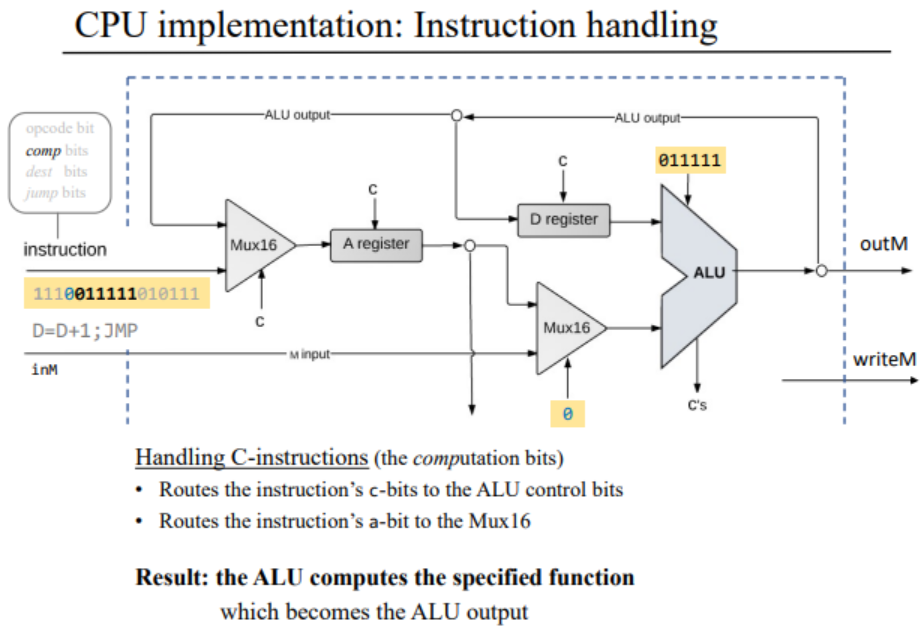 CPU implementation: Instruction handling
ALU output
ALU output
opcode bit
comp bits
dest bits
jump bits
C
C
011111
D register
instruction
Mux16
A register
ALU
outM
1110011111010111
D=D+1;JMP
C
Mux16
M input
inM
writeM
0
C's
Handling C-instructions (the computation bits)
• Routes the instruction's c-bits to the ALU control bits
• Routes the instruction's a-bit to the Mux16
Result: the ALU computes the specified function
which becomes the ALU output